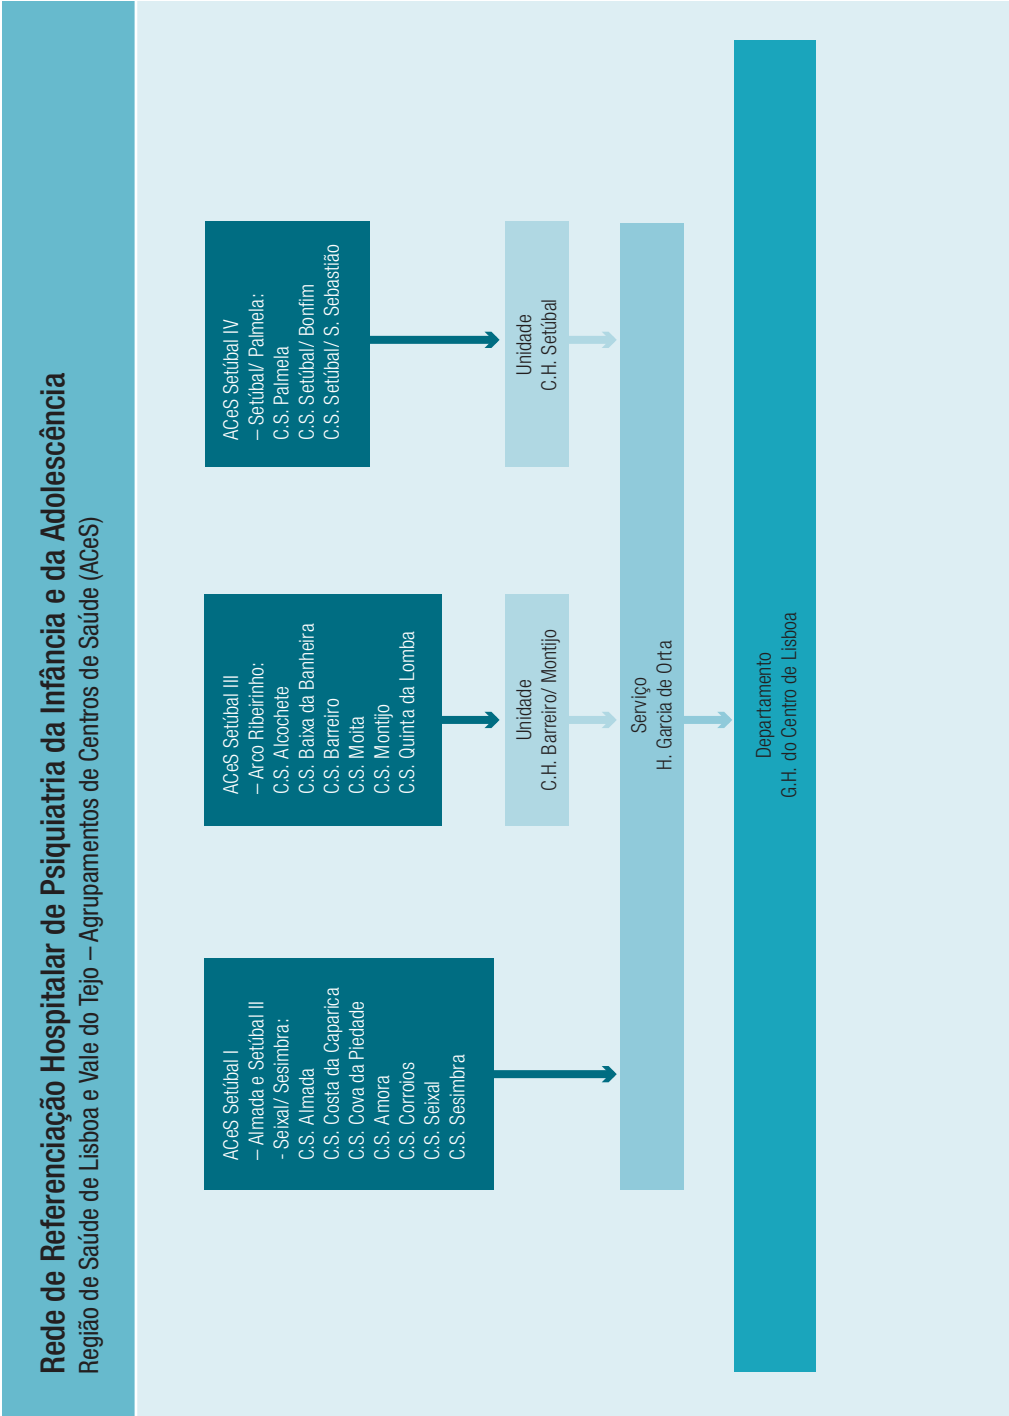 Rede de Referenciação Hospitalar de Psiquiatria da Infância e da Adolescência
Região de Saúde de Lisboa e Vale do Tejo – Agrupamentos de Centros de Saúde (ACeS)
ACeS Setúbal I
– Almada e Setúbal II
- Seixal/ Sesimbra:
C.S. Almada
C.S. Costa da Caparica
C.S. Cova da Piedade
C.S. Amora
C.S. Corroios
C.S. Seixal
C.S. Sesimbra
ACeS Setúbal III
– Arco Ribeirinho:
C.S. Alcochete
C.S. Baixa da Banheira
C.S. Barreiro
C.S. Moita
C.S. Montijo
C.S. Quinta da Lomba
ACeS Setúbal IV
– Setúbal/ Palmela:
C.S. Palmela
C.S. Setúbal/ Bonfim
C.S. Setúbal/ S. Sebastião
Unidade
C.H. Barreiro/ Montijo
Unidade
C.H. Setúbal
Serviço
H. Garcia de Orta
Departamento
G.H. do Centro de Lisboa